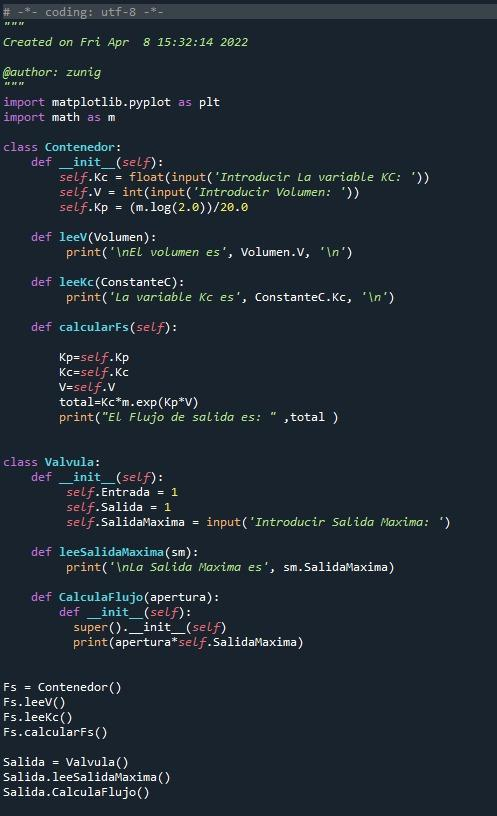 # -*- coding: utf-8 -*-
"""
Created on Fri Apr  8 15:32:14 2022

@author: zunig
"""
import matplotlib.pyplot as plt
import math as m

class Contenedor:
    def __init__(self):
        self.Kc = float(input('Introducir La variable KC: '))
        self.V = int(input('Introducir Volumen: '))
        self.Kp = (m.log(2.0))/20.0

    def leeV(Volumen):
         print('\nEl volumen es', Volumen.V, '\n')

    def leeKc(ConstanteC):
         print('La variable Kc es', ConstanteC.Kc, '\n')

    def calcularFs(self):

        Kp=self.Kp
        Kc=self.Kc
        V=self.V
        total=Kc*m.exp(Kp*V)
        print("El Flujo de salida es: " ,total )


class Valvula:
    def __init__(self):
         self.Entrada = 1
         self.Salida = 1
         self.SalidaMaxima = input('Introducir Salida Maxima: ')

    def leeSalidaMaxima(sm):
         print('\nLa Salida Maxima es', sm.SalidaMaxima)

    def CalculaFlujo(apertura):
        def __init__(self):
          super().__init__(self)
          print(apertura*self.SalidaMaxima)


Fs = Contenedor()
Fs.leeV()
Fs.leeKc()
Fs.calcularFs()

Salida = Valvula()
Salida.leeSalidaMaxima()
Salida.CalculaFlujo()